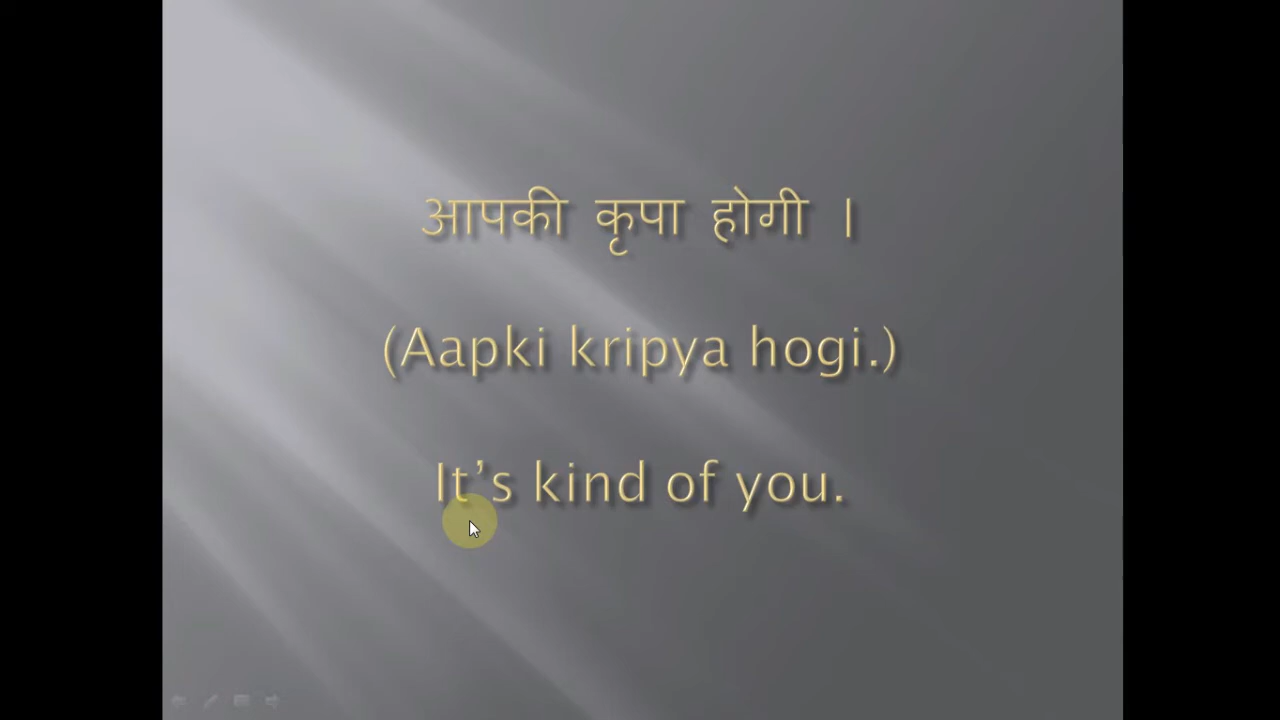 आपकी कृपा होगी ।
(Aapki kripya hogi.)
It’s kind of you.